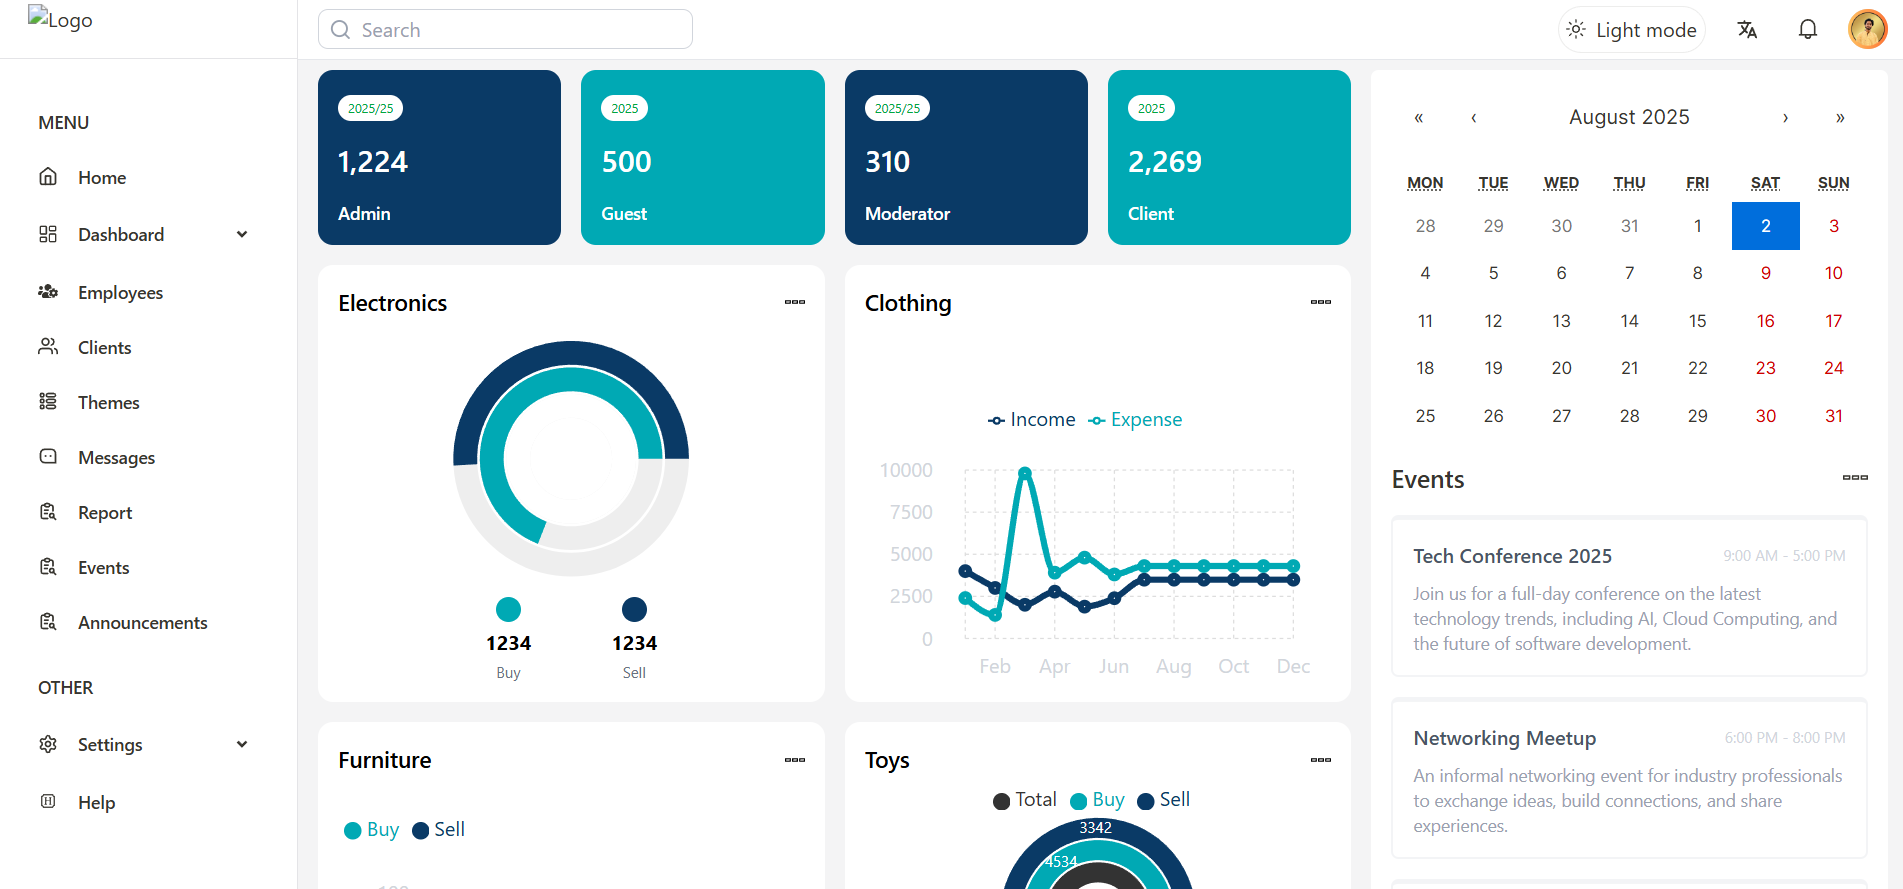 Logo
Search
Light mode
MENU
Home
Dashboard
Employees
Clients
Themes
Messages
Report
Events
Announcements
OTHER
Settings
Help
2025/25
1,224
Admin
2025
500
Guest
2025/25
310
Moderator
2025
2,269
Client
Electronics
1234
Buy
1234
Sell
Clothing
Income Expense
10000
7500
5000
2500
0
Feb Apr Jun Aug Oct Dec
Furniture
Buy Sell
Toys
Total Buy Sell
3342
4534
« ‹ August 2025 › »
MON TUE WED THU FRI SAT SUN
28 29 30 31 1 2 3
4 5 6 7 8 9 10
11 12 13 14 15 16 17
18 19 20 21 22 23 24
25 26 27 28 29 30 31
Events
Tech Conference 2025 9:00 AM - 5:00 PM
Join us for a full-day conference on the latest
technology trends, including AI, Cloud Computing, and
the future of software development.
Networking Meetup 6:00 PM - 8:00 PM
An informal networking event for industry professionals
to exchange ideas, build connections, and share
experiences.